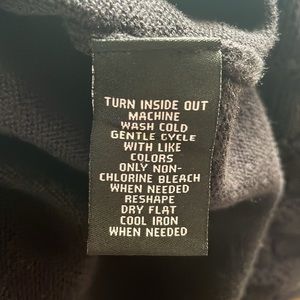 TURN INSIDE OUT
MACHINE
WASH COLD
GENTLE CYCLE
WITH LIKE
COLORS
ONLY NON-
CHLORINE BLEACH
WHEN NEEDED
RESHAPE
DRY FLAT
COOL IRON
WHEN NEEDED